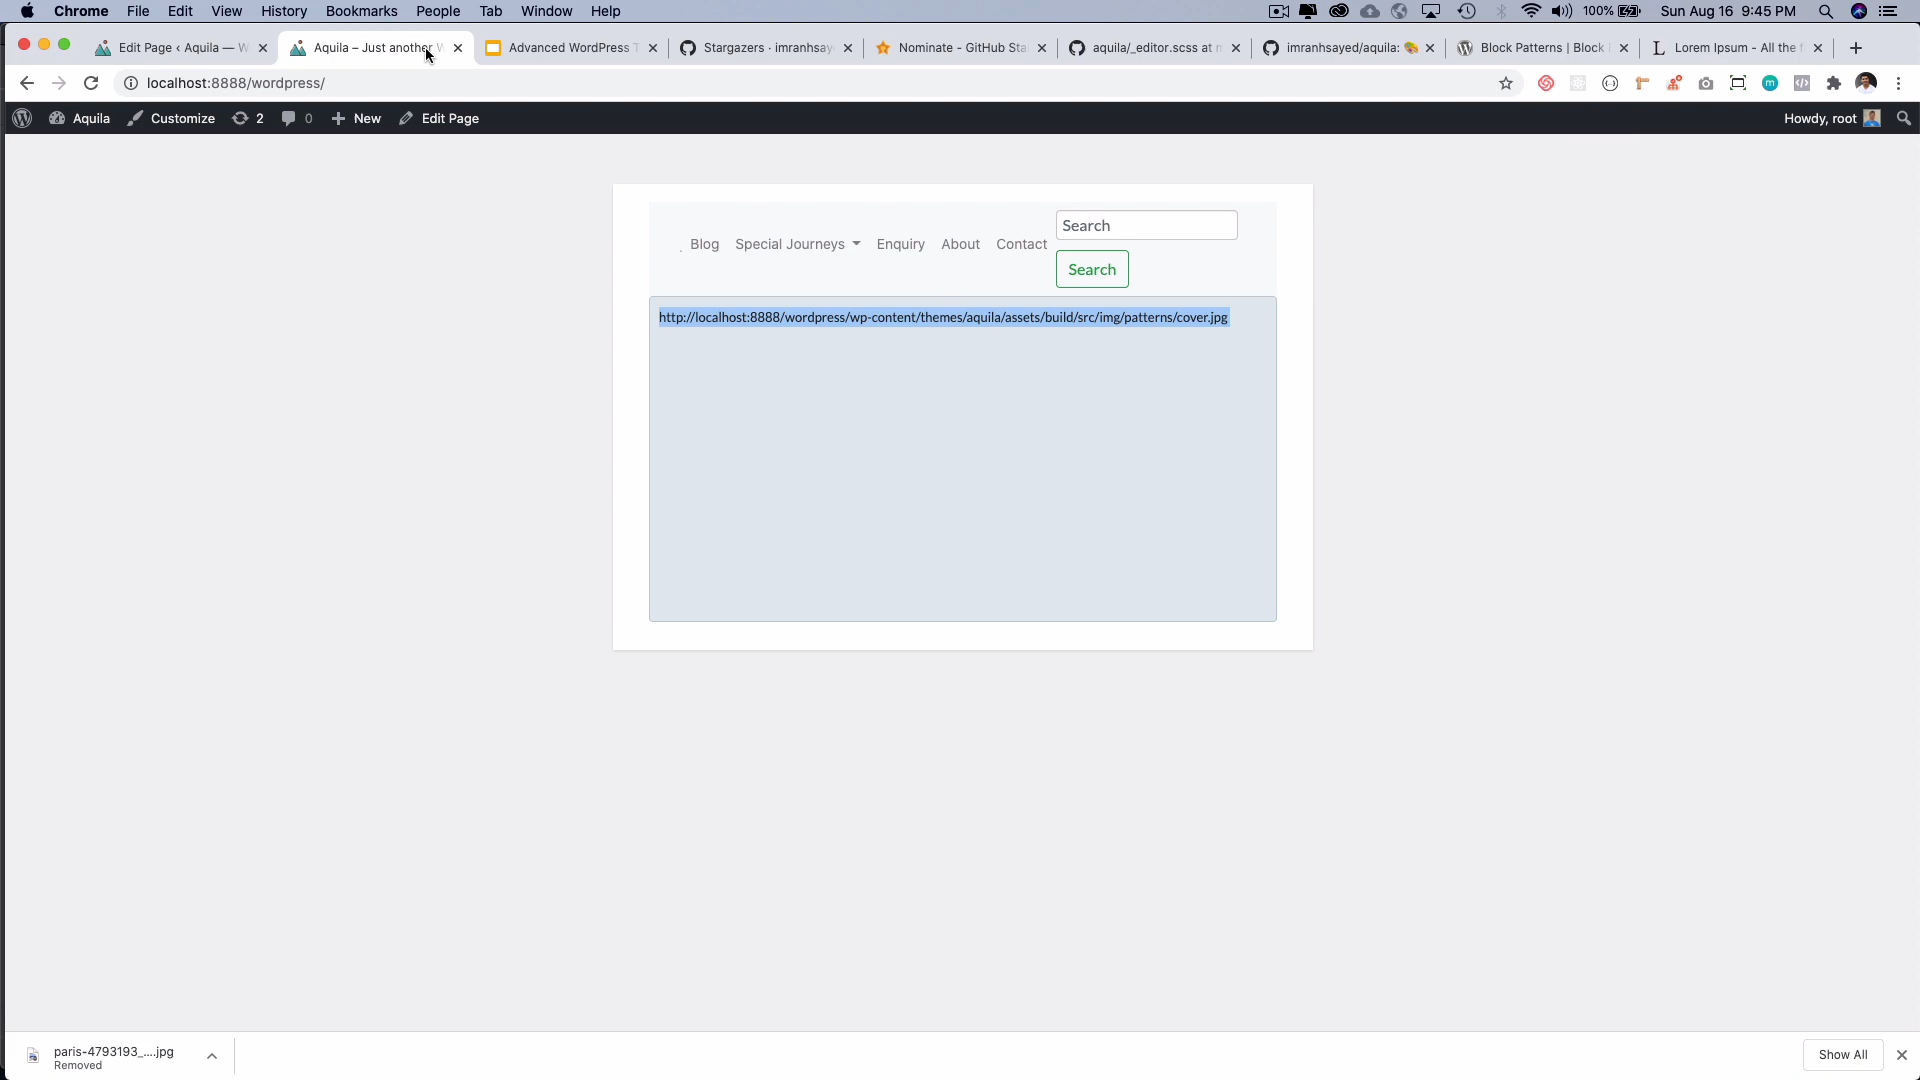 Chrome File Edit View History Bookmarks People Tab Window Help 100% Sun Aug 16 9:45 PM
Edit Page ‹ Aquila — W Aquila – Just another W Advanced WordPress T Stargazers · imranhsay Nominate - GitHub Sta aquila/_editor.scss at m imranhsayed/aquila: Block Patterns | Block Lorem Ipsum - All the f
localhost:8888/wordpress/
Aquila Customize 2 0 New Edit Page Howdy, root
Search
Blog Special Journeys Enquiry About Contact
Search
http://localhost:8888/wordpress/wp-content/themes/aquila/assets/build/src/img/patterns/cover.jpg
paris-4793193_....jpg
Removed
Show All